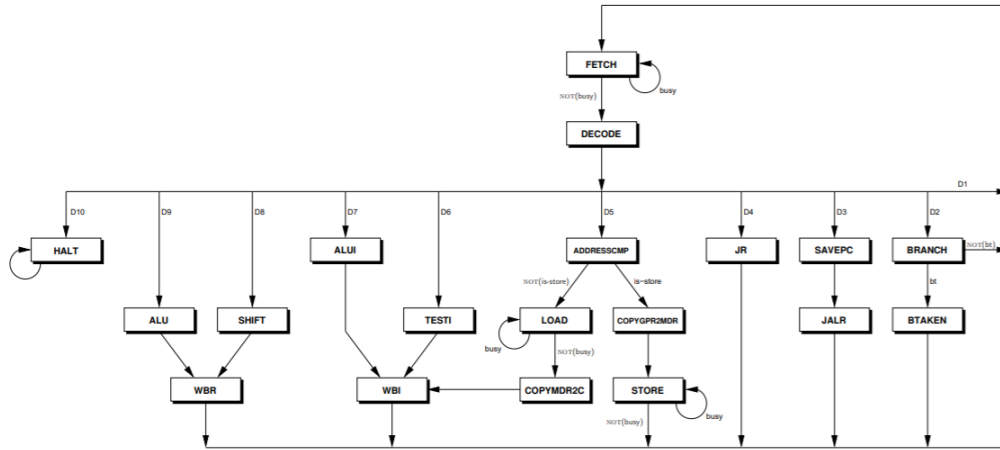 FETCH
busy
NOT(busy)
DECODE
D1
D10
D9
D8
D7
D6
D5
D4
D3
D2
HALT
ALUI
ADDRESSCMP
JR
SAVEPC
BRANCH
NOT(bt)
NOT(is-store)
is-store
bt
ALU
SHIFT
TESTI
LOAD
COPYGPR2MDR
JALR
BTAKEN
busy
NOT(busy)
WBR
WBI
COPYMDR2C
STORE
busy
NOT(busy)